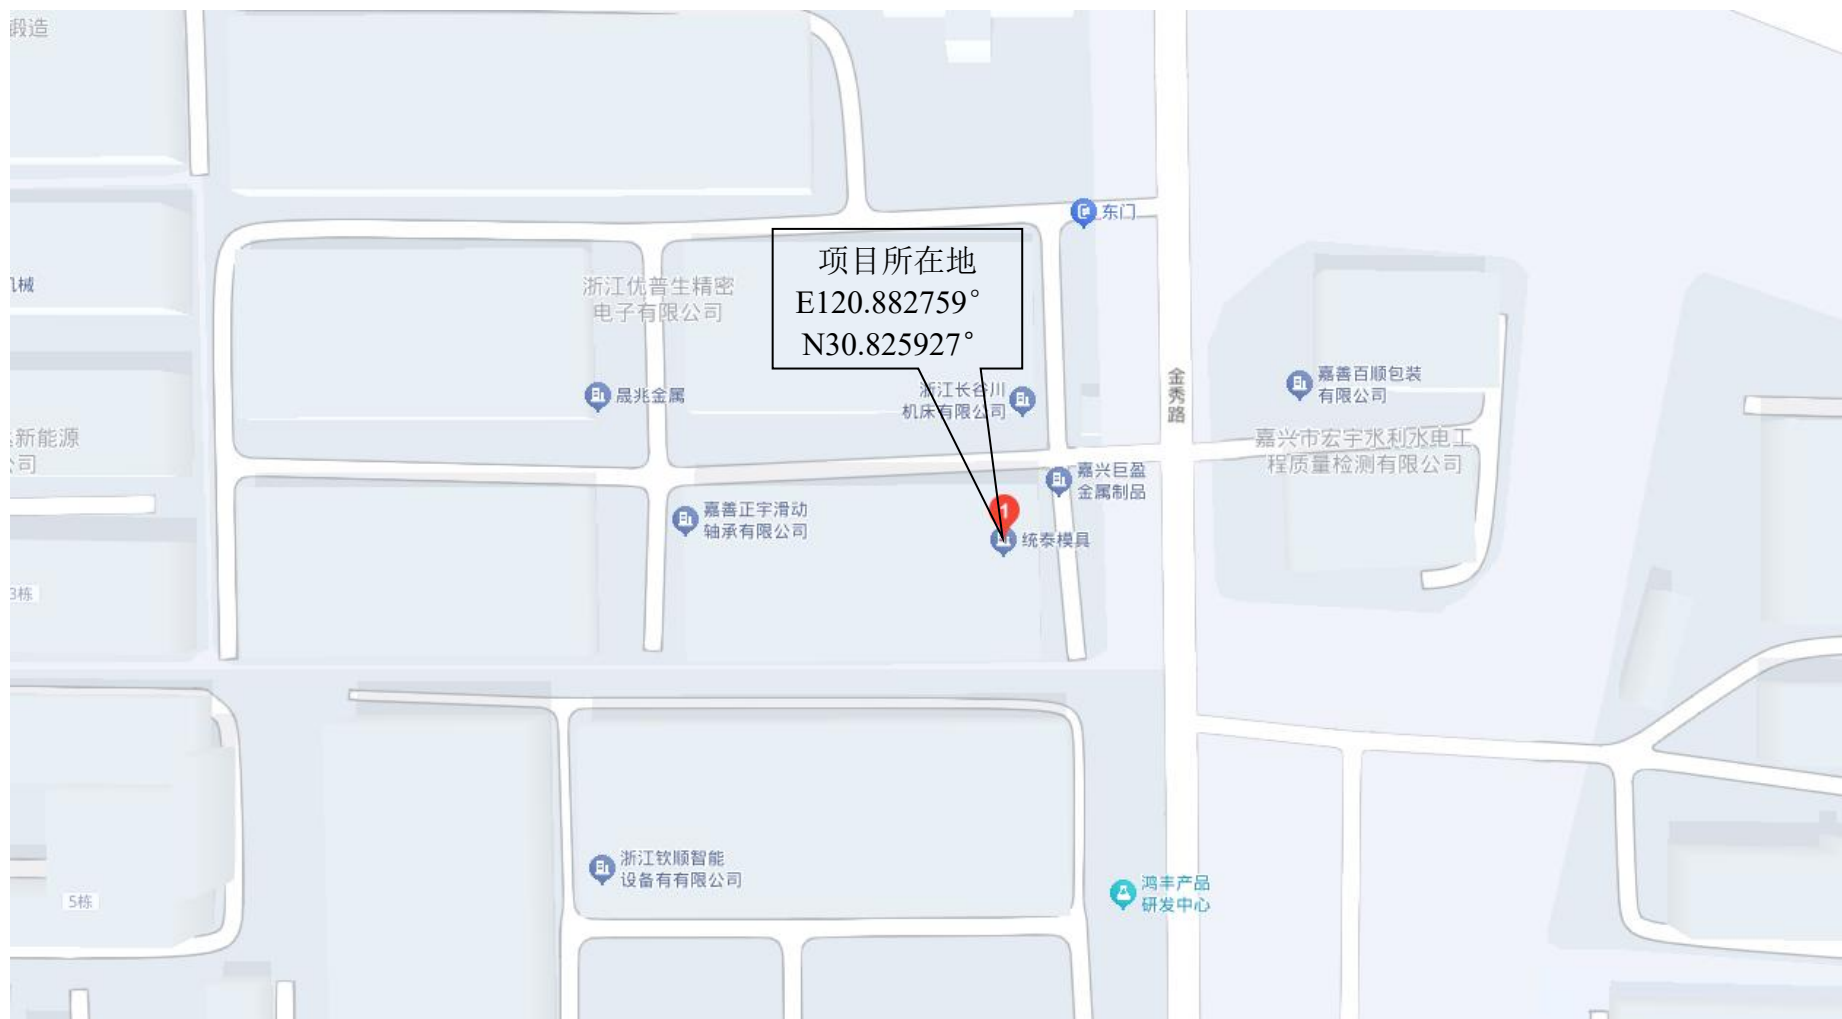 锻造
东门
项目所在地
E120.882759°
N30.825927°
机械
浙江优普生精密
电子有限公司
晟兆金属
浙江长谷川
机床有限公司
金秀路
嘉善百顺包装
有限公司
新能源
公司
嘉兴市宏宇水利水电工
程质量检测有限公司
嘉兴巨盈
金属制品
嘉善正宇滑动
轴承有限公司
1
统泰模具
3栋
浙江钦顺智能
设备有有限公司
5栋
鸿丰产品
研发中心